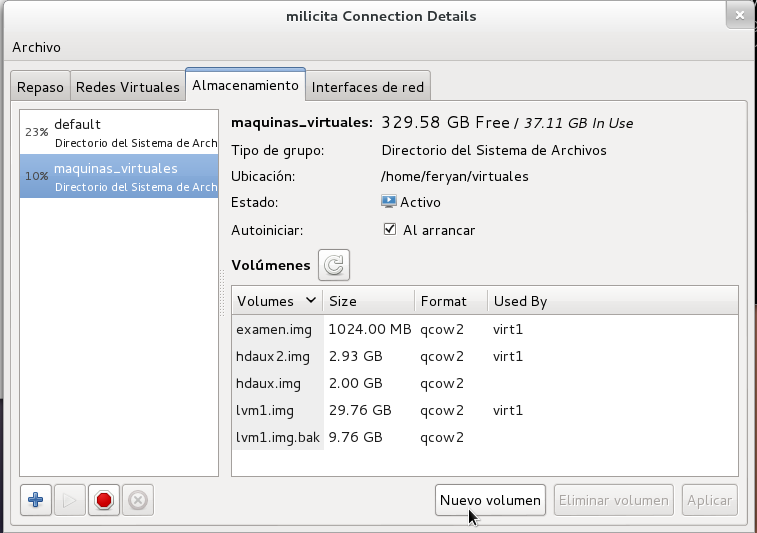 milicita Connection Details
Archivo
Repaso Redes Virtuales Almacenamiento Interfaces de red
23% default
Directorio del Sistema de Arch
10% maquinas_virtuales
Directorio del Sistema de Arch
maquinas_virtuales: 329.58 GB Free / 37.11 GB In Use
Tipo de grupo: Directorio del Sistema de Archivos
Ubicación: /home/feryan/virtuales
Estado: Activo
Autoiniciar: Al arrancar
Volúmenes
Volumes Size Format Used By
examen.img 1024.00 MB qcow2 virt1
hdaux2.img 2.93 GB qcow2 virt1
hdaux.img 2.00 GB qcow2
lvm1.img 29.76 GB qcow2 virt1
lvm1.img.bak 9.76 GB qcow2
Nuevo volumen Eliminar volumen Aplicar